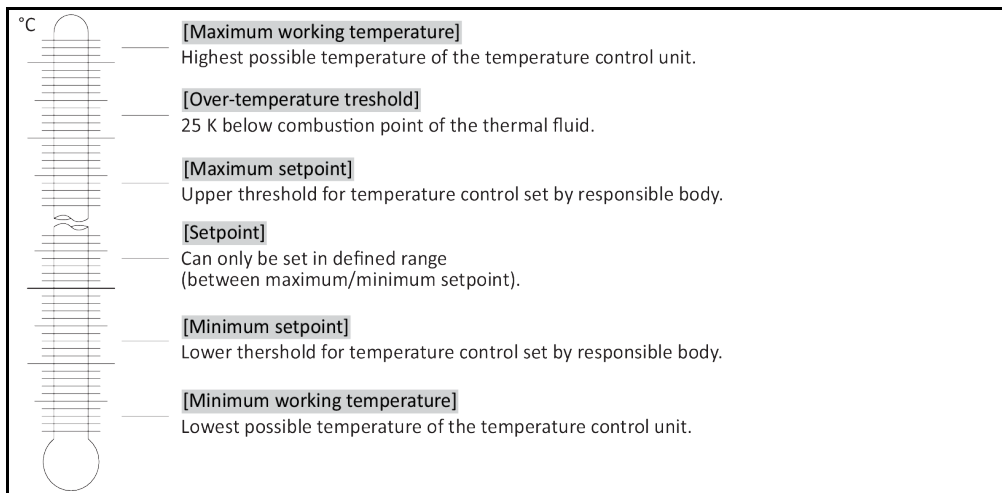 °C
[Maximum working temperature]
Highest possible temperature of the temperature control unit.
[Over-temperature treshold]
25 K below combustion point of the thermal fluid.
[Maximum setpoint]
Upper threshold for temperature control set by responsible body.
[Setpoint]
Can only be set in defined range
(between maximum/minimum setpoint).
[Minimum setpoint]
Lower thershold for temperature control set by responsible body.
[Minimum working temperature]
Lowest possible temperature of the temperature control unit.